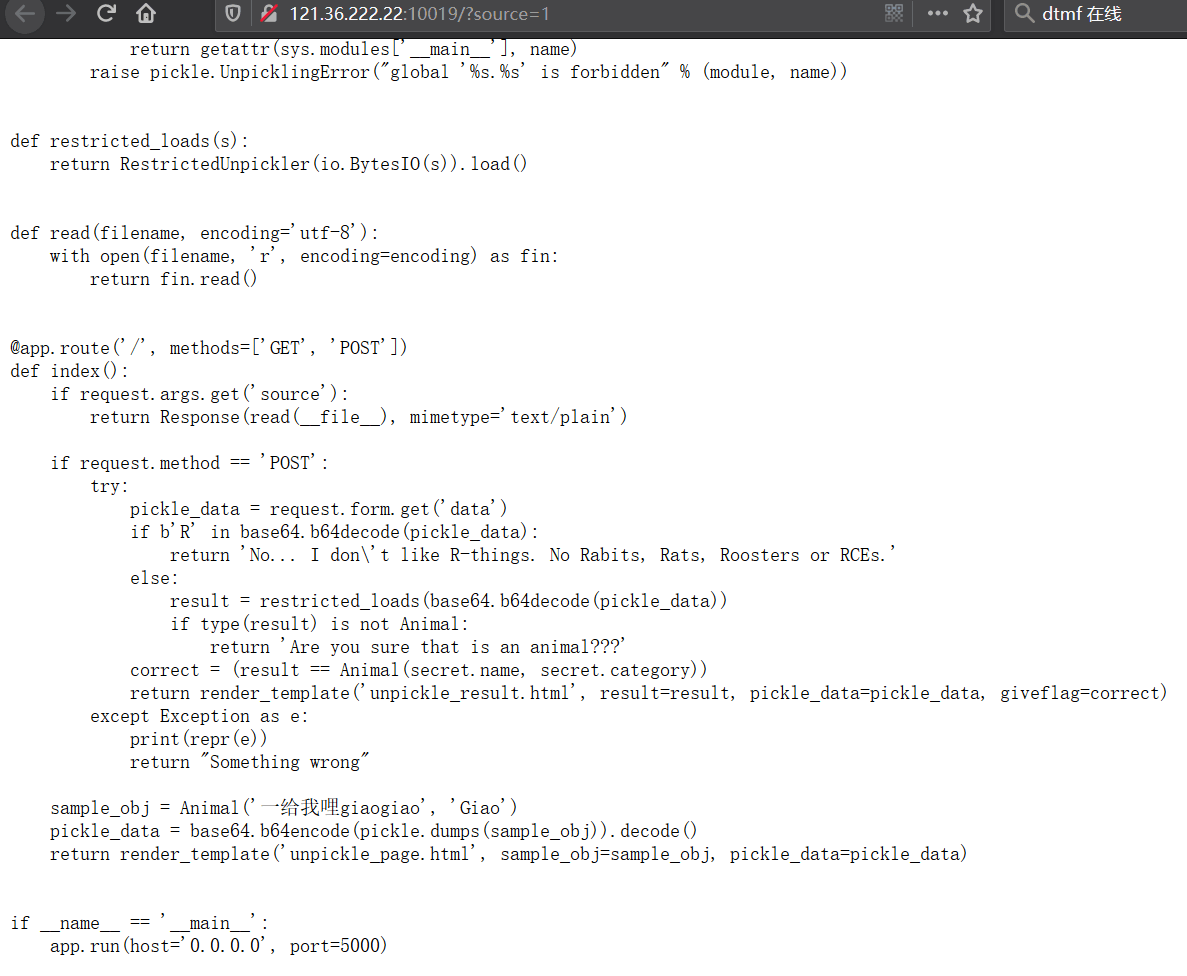 121.36.222.22:10019/?source=1
dtmf 在线
return getattr(sys.modules['__main__'], name)
raise pickle.UnpicklingError("global '%s.%s' is forbidden" % (module, name))
def restricted_loads(s):
return RestrictedUnpickler(io.BytesIO(s)).load()
def read(filename, encoding='utf-8'):
with open(filename, 'r', encoding=encoding) as fin:
return fin.read()
@app.route('/', methods=['GET', 'POST'])
def index():
if request.args.get('source'):
return Response(read(__file__), mimetype='text/plain')
if request.method == 'POST':
try:
pickle_data = request.form.get('data')
if b'R' in base64.b64decode(pickle_data):
return 'No... I don\'t like R-things. No Rabits, Rats, Roosters or RCEs.'
else:
result = restricted_loads(base64.b64decode(pickle_data))
if type(result) is not Animal:
return 'Are you sure that is an animal???'
correct = (result == Animal(secret.name, secret.category))
return render_template('unpickle_result.html', result=result, pickle_data=pickle_data, giveflag=correct)
except Exception as e:
print(repr(e))
return "Something wrong"
sample_obj = Animal('一给我哩giaogiao', 'Giao')
pickle_data = base64.b64encode(pickle.dumps(sample_obj)).decode()
return render_template('unpickle_page.html', sample_obj=sample_obj, pickle_data=pickle_data)
if __name__ == '__main__':
app.run(host='0.0.0.0', port=5000)